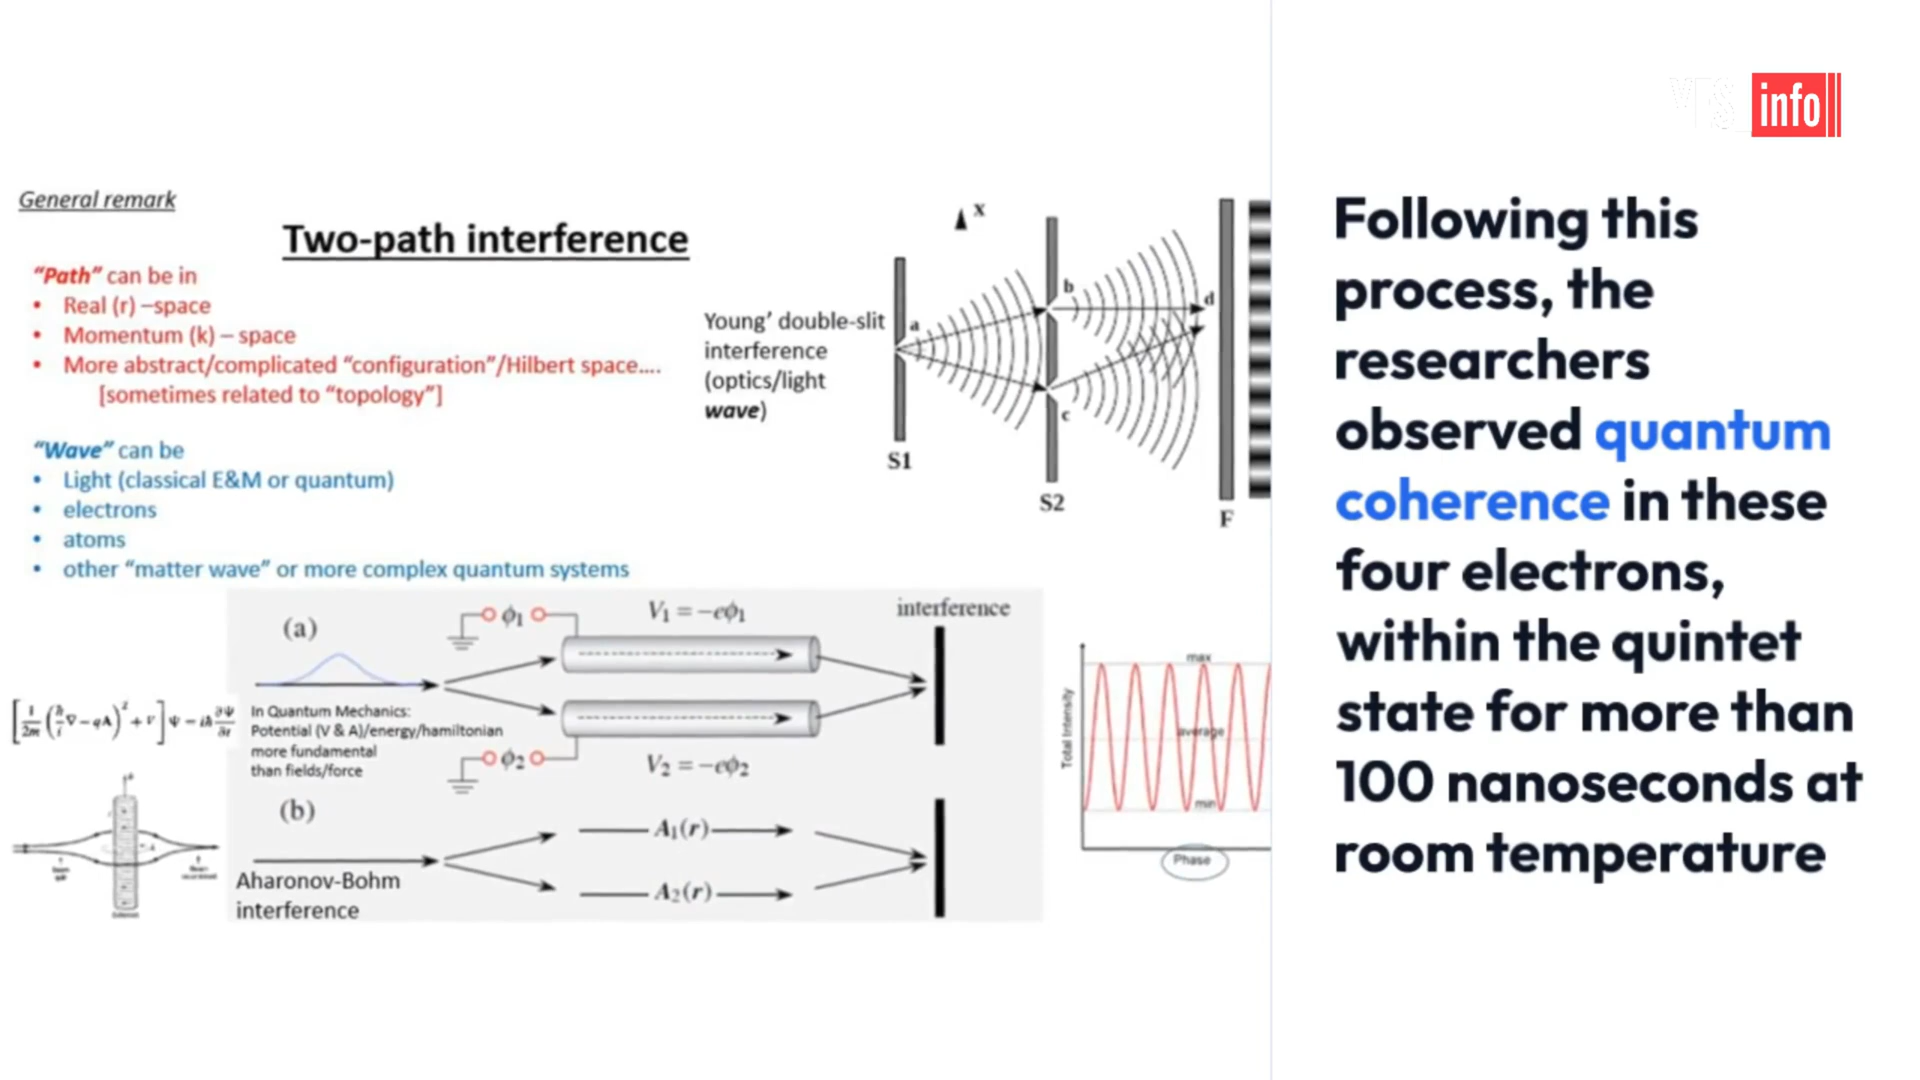 General remark
Two-path interference
“Path” can be in
• Real (r) –space
• Momentum (k) – space
• More abstract/complicated “configuration”/Hilbert space....
[sometimes related to “topology”]
“Wave” can be
• Light (classical E&M or quantum)
• electrons
• atoms
• other “matter wave” or more complex quantum systems
Young’ double-slit
interference
(optics/light
wave)
x
a
b
c
d
S1
S2
F
(a)
ϕ1
V1 = −eϕ1
interference
In Quantum Mechanics:
Potential (V & A)/energy/hamiltonian
more fundamental
than fields/force
ϕ2
V2 = −eϕ2
(b)
A1(r)
A2(r)
Aharonov-Bohm
interference
[1/2m (ℏ/i ∇ − qA)² + V] Ψ = iℏ ∂Ψ/∂t
Total Intensity
max
average
min
Phase
info
Following this
process, the
researchers
observed quantum
coherence in these
four electrons,
within the quintet
state for more than
100 nanoseconds at
room temperature